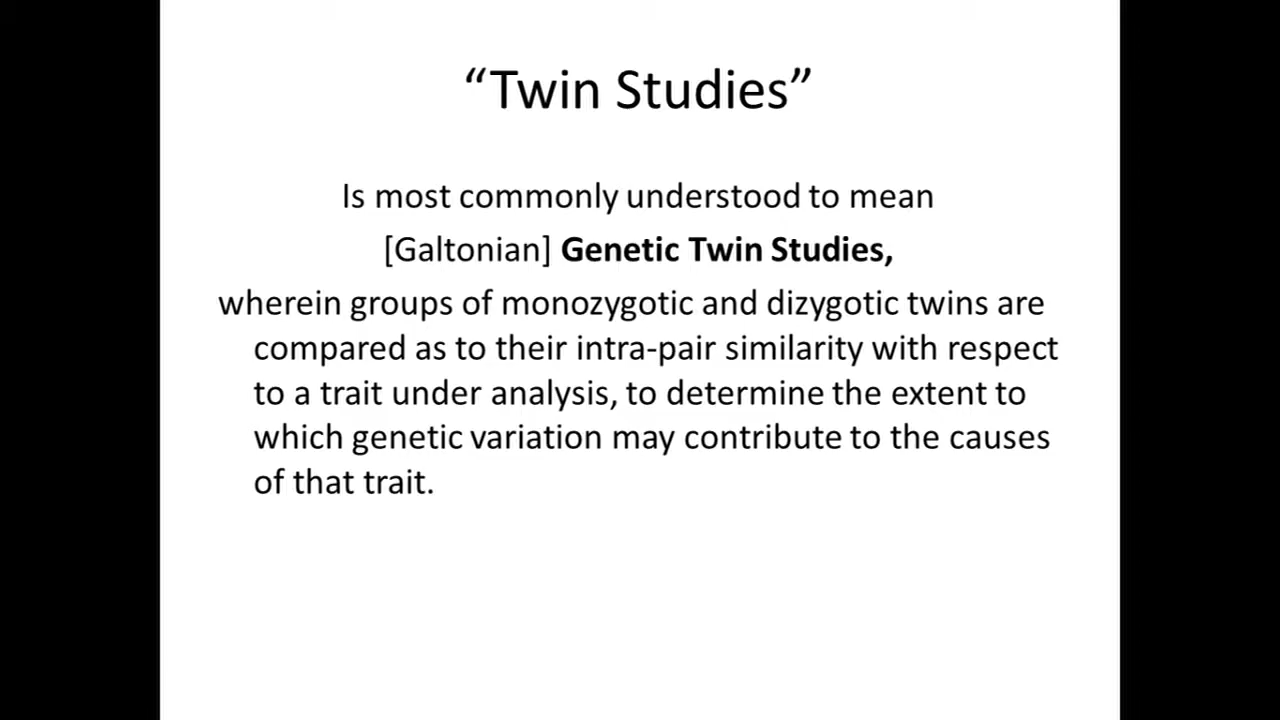 “Twin Studies”
Is most commonly understood to mean
[Galtonian] Genetic Twin Studies,
wherein groups of monozygotic and dizygotic twins are
compared as to their intra-pair similarity with respect
to a trait under analysis, to determine the extent to
which genetic variation may contribute to the causes
of that trait.